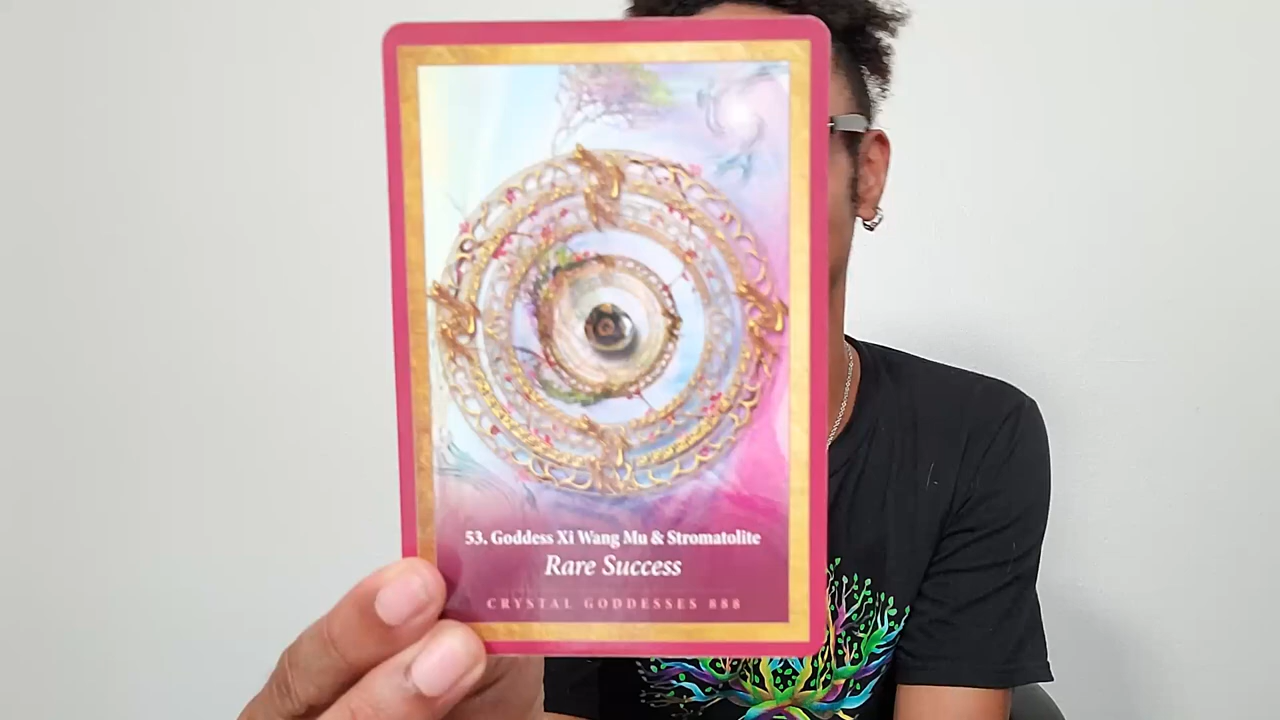 53. Goddess Xi Wang Mu & Stromatolite
Rare Success
CRYSTAL GODDESSES 888